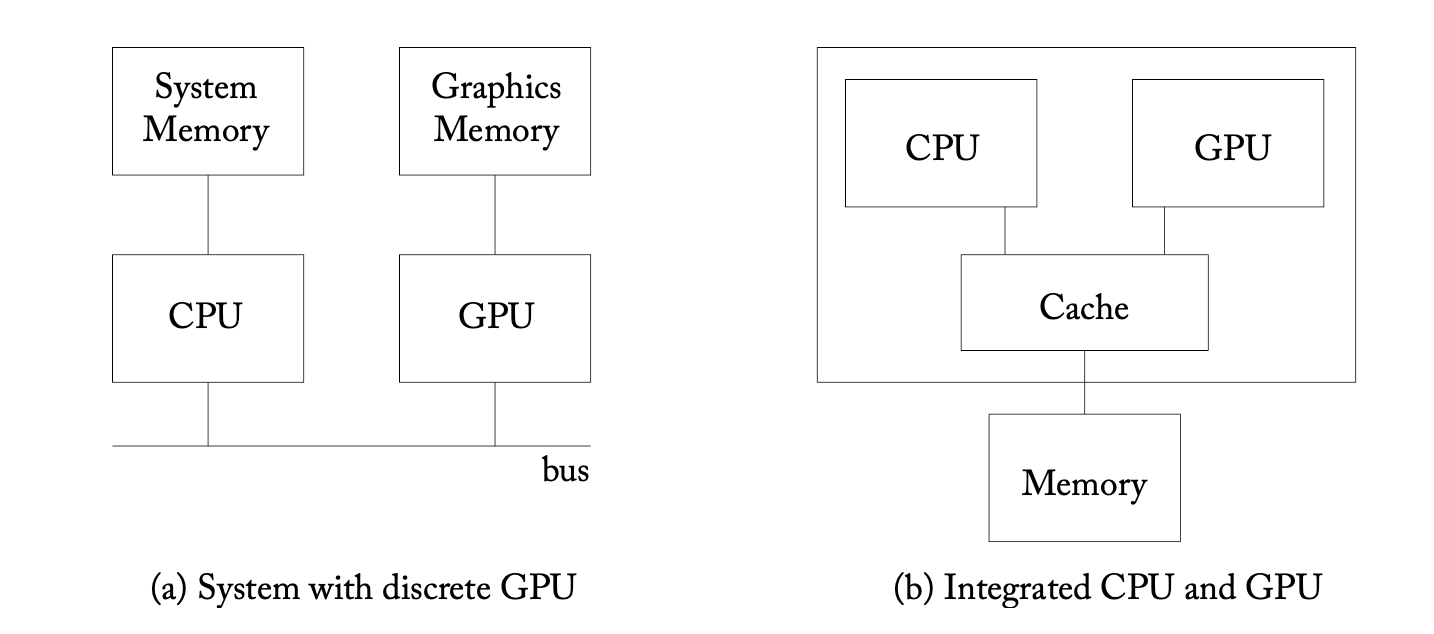 System
Memory
Graphics
Memory
CPU
GPU
bus
(a) System with discrete GPU
CPU
GPU
Cache
Memory
(b) Integrated CPU and GPU